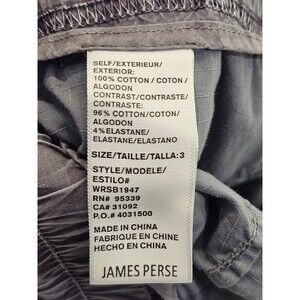 SELF/EXTERIEUR/
EXTERIOR:
100% COTTON / COTON /
ALGODON
CONTRAST/CONTRASTE/
CONTRASTE:
96% COTTON / COTON/
ALGODON
4% ELASTANE/
ELASTANE/ELASTANO
SIZE/TAILLE/TALLA:3
STYLE/MODELE/
ESTILO#
WRSB1947
RN# 95339
CA# 31092
P.O.# 4031500
MADE IN CHINA
FABRIQUE EN CHINE
HECHO EN CHINA
JAMES PERSE